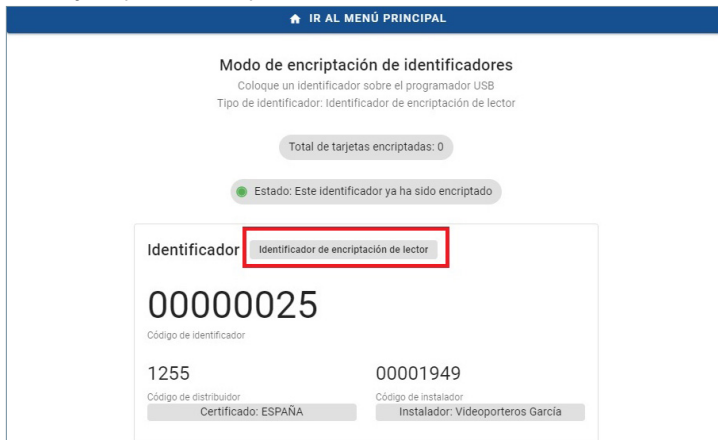 IR AL MENÚ PRINCIPAL
Modo de encriptación de identificadores
Coloque un identificador sobre el programador USB
Tipo de identificador: Identificador de encriptación de lector
Total de tarjetas encriptadas: 0
Estado: Este identificador ya ha sido encriptado
Identificador Identificador de encriptación de lector
00000025
Código de identificador
1255 00001949
Código de distribuidor Código de instalador
Certificado: ESPAÑA Instalador: Videoporteros García